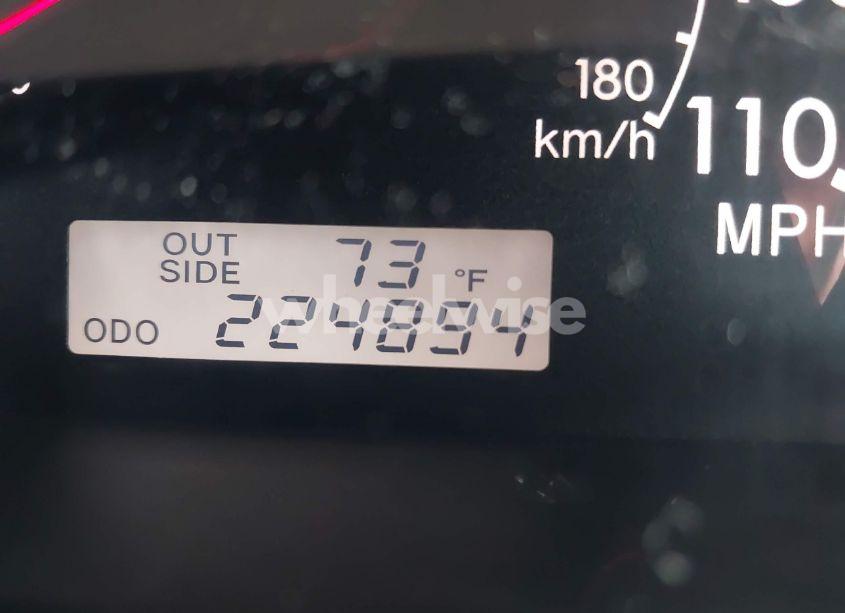 180
km/h
110
MPH
OUT
SIDE
73 °F
ODO 224894
wheelwise